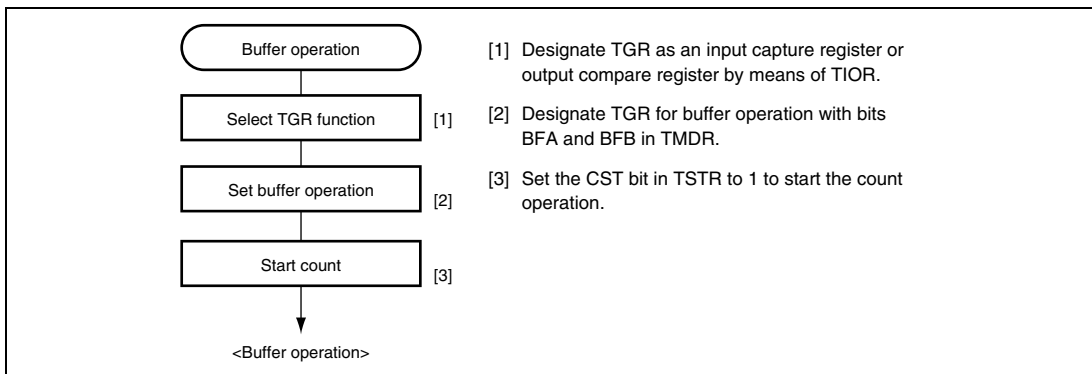 Buffer operation
Select TGR function
[1]
Set buffer operation
[2]
Start count
[3]
<Buffer operation>
[1] Designate TGR as an input capture register or
output compare register by means of TIOR.
[2] Designate TGR for buffer operation with bits
BFA and BFB in TMDR.
[3] Set the CST bit in TSTR to 1 to start the count
operation.